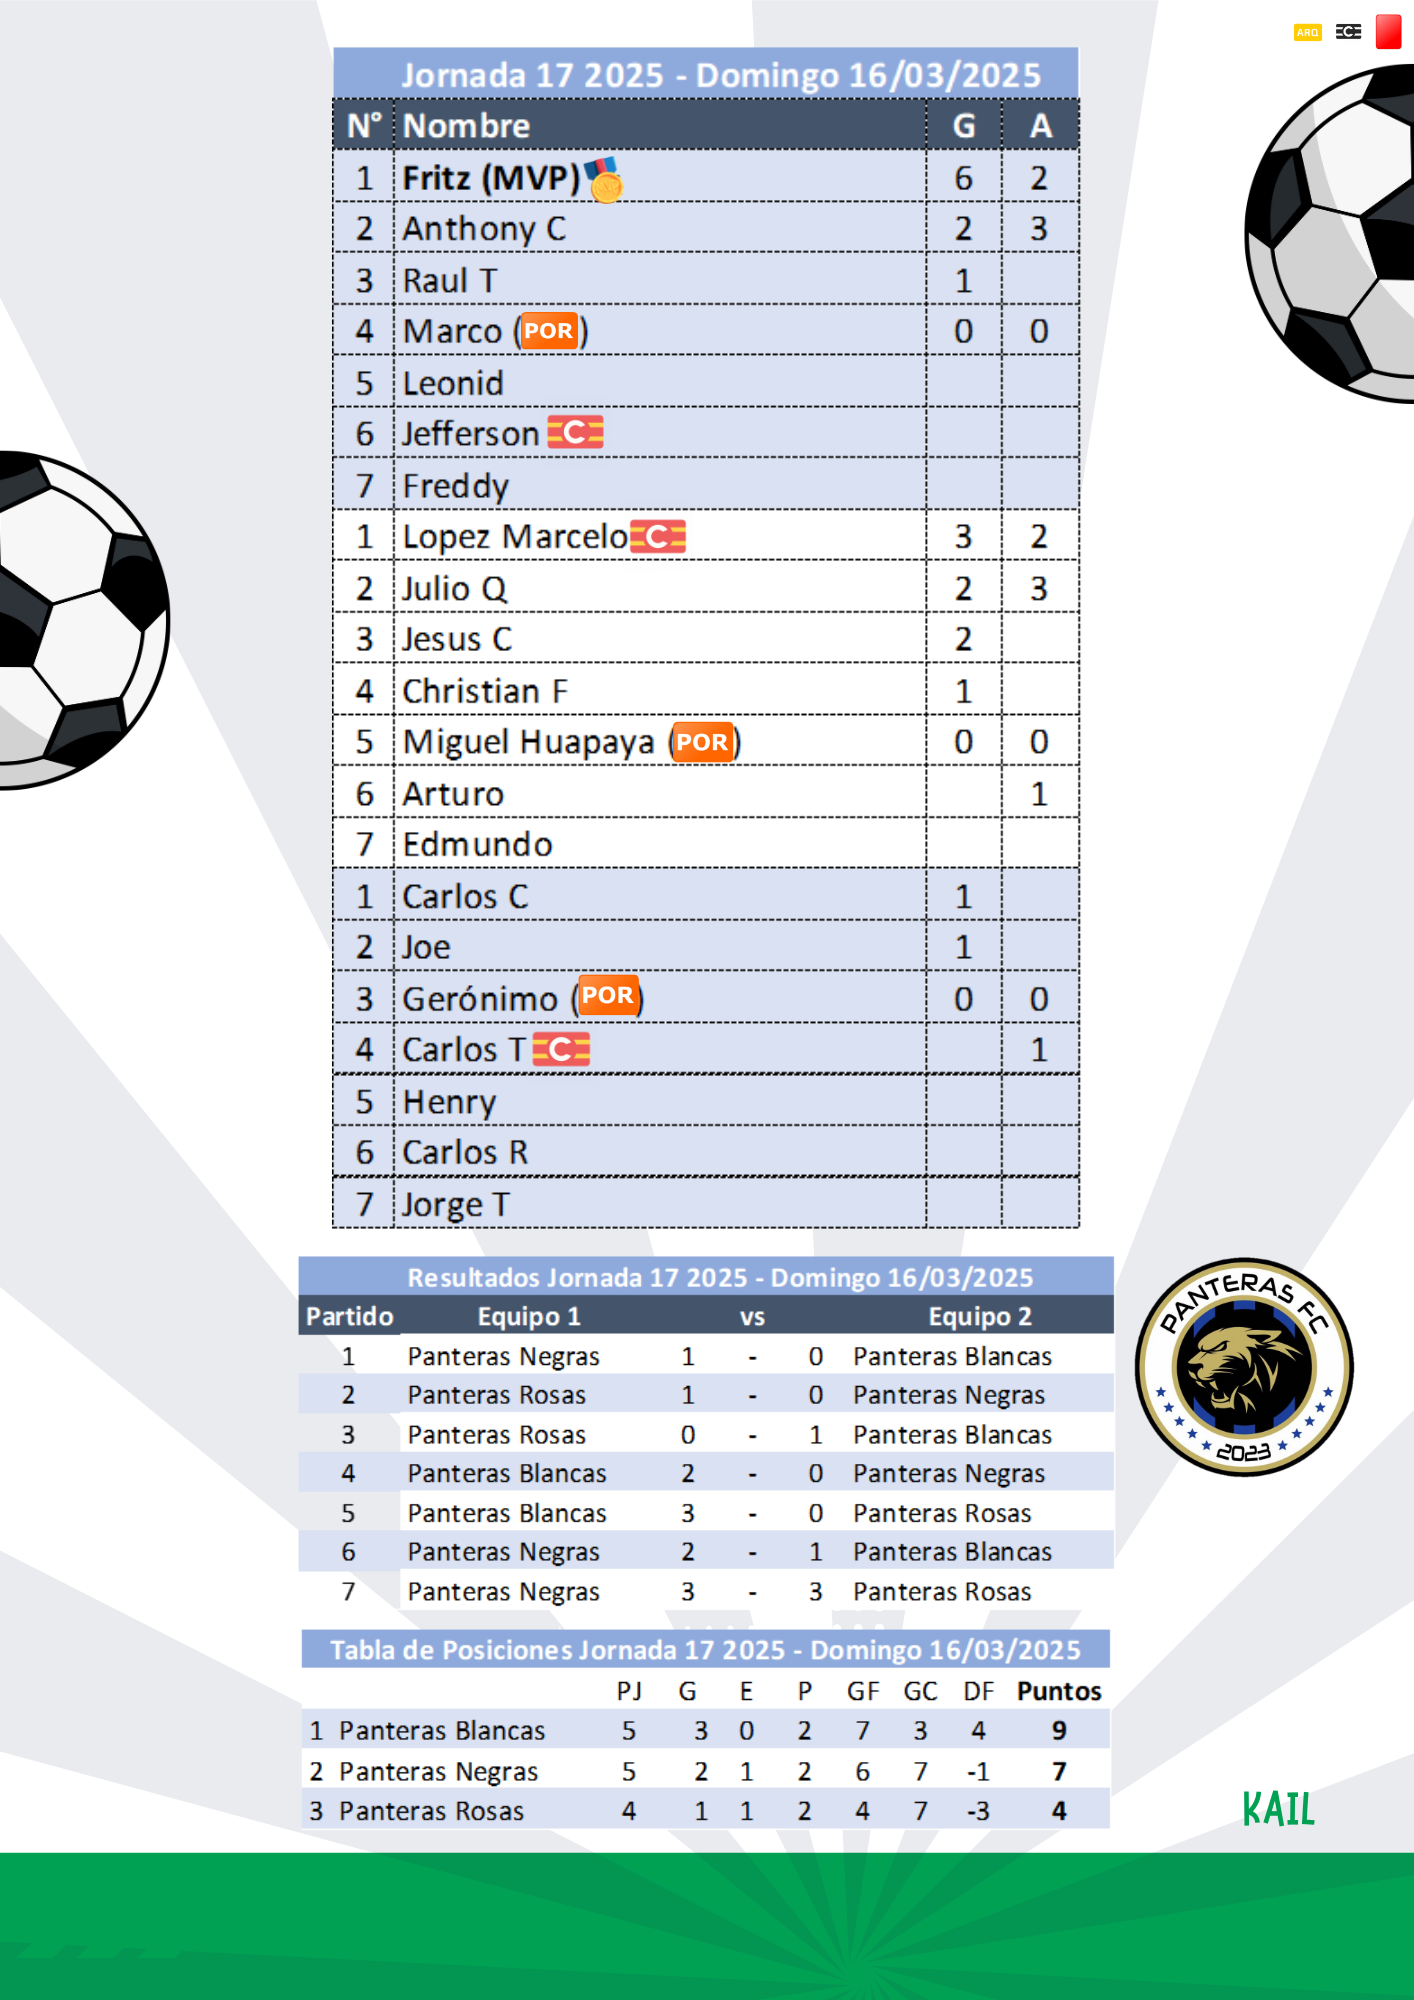 ARQ C
Jornada 17 2025 - Domingo 16/03/2025
N° Nombre G A
1 Fritz (MVP) 6 2
2 Anthony C 2 3
3 Raul T 1
4 Marco (POR) 0 0
5 Leonid
6 Jefferson C
7 Freddy
1 Lopez Marcelo C 3 2
2 Julio Q 2 3
3 Jesus C 2
4 Christian F 1
5 Miguel Huapaya (POR) 0 0
6 Arturo 1
7 Edmundo
1 Carlos C 1
2 Joe 1
3 Gerónimo (POR) 0 0
4 Carlos T C 1
5 Henry
6 Carlos R
7 Jorge T
Resultados Jornada 17 2025 - Domingo 16/03/2025
Partido Equipo 1 vs Equipo 2
1 Panteras Negras 1 - 0 Panteras Blancas
2 Panteras Rosas 1 - 0 Panteras Negras
3 Panteras Rosas 0 - 1 Panteras Blancas
4 Panteras Blancas 2 - 0 Panteras Negras
5 Panteras Blancas 3 - 0 Panteras Rosas
6 Panteras Negras 2 - 1 Panteras Blancas
7 Panteras Negras 3 - 3 Panteras Rosas
PANTERAS FC
2023
Tabla de Posiciones Jornada 17 2025 - Domingo 16/03/2025
PJ G E P GF GC DF Puntos
1 Panteras Blancas 5 3 0 2 7 3 4 9
2 Panteras Negras 5 2 1 2 6 7 -1 7
3 Panteras Rosas 4 1 1 2 4 7 -3 4
KAIL